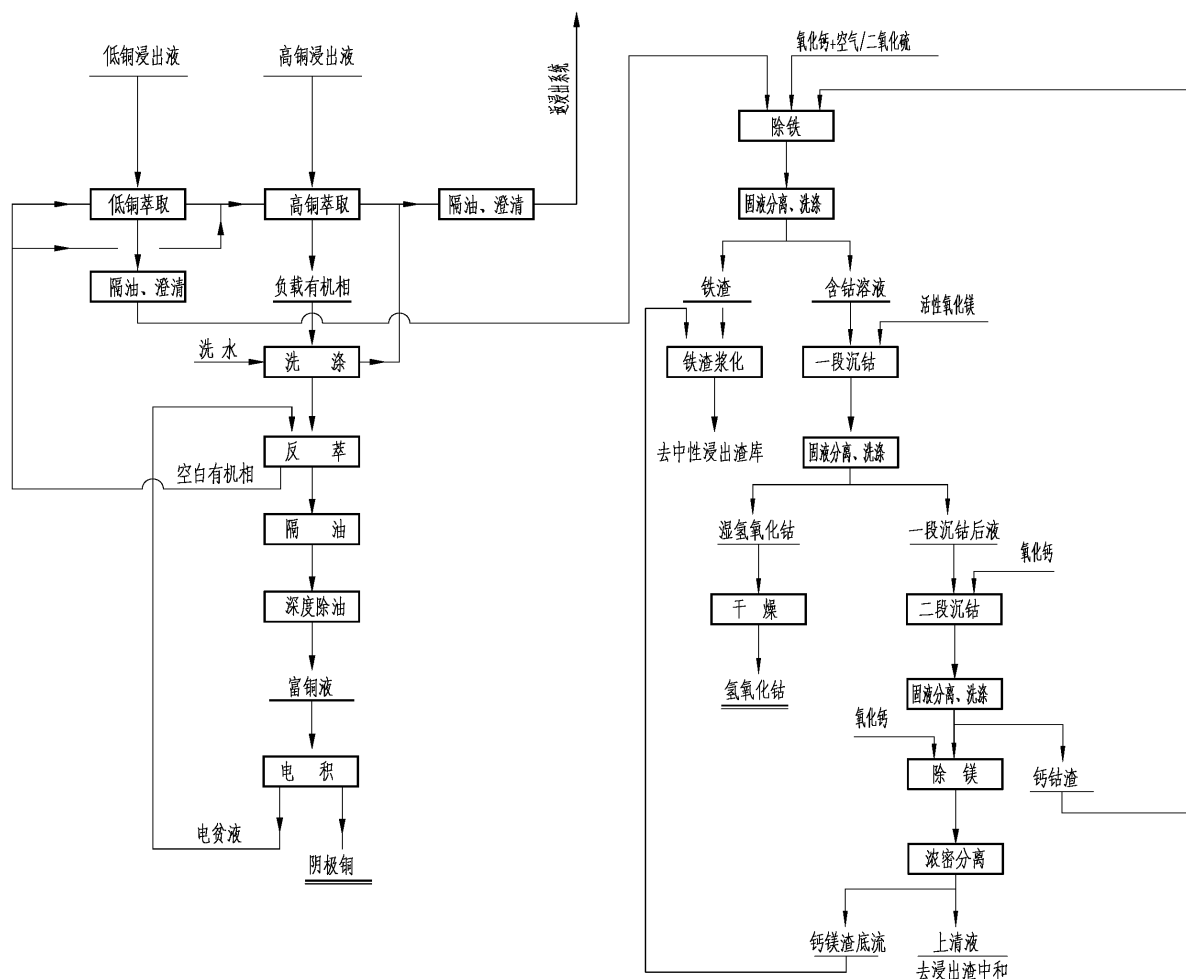 低铜浸出液
高铜浸出液
返浸出系统
氧化钙+空气/二氧化硫
除铁
低铜萃取
高铜萃取
隔油、澄清
固液分离、洗涤
隔油、澄清
负载有机相
铁渣
含钴溶液
活性氧化镁
洗水
洗涤
铁渣浆化
一段沉钴
反萃
空白有机相
去中性浸出渣库
固液分离、洗涤
隔油
湿氢氧化钴
一段沉钴后液
氧化钙
深度除油
干燥
二段沉钴
富铜液
氢氧化钴
固液分离、洗涤
氧化钙
电积
除镁
钙钴渣
电贫液
阴极铜
浓密分离
钙镁渣底流
上清液
去浸出渣中和